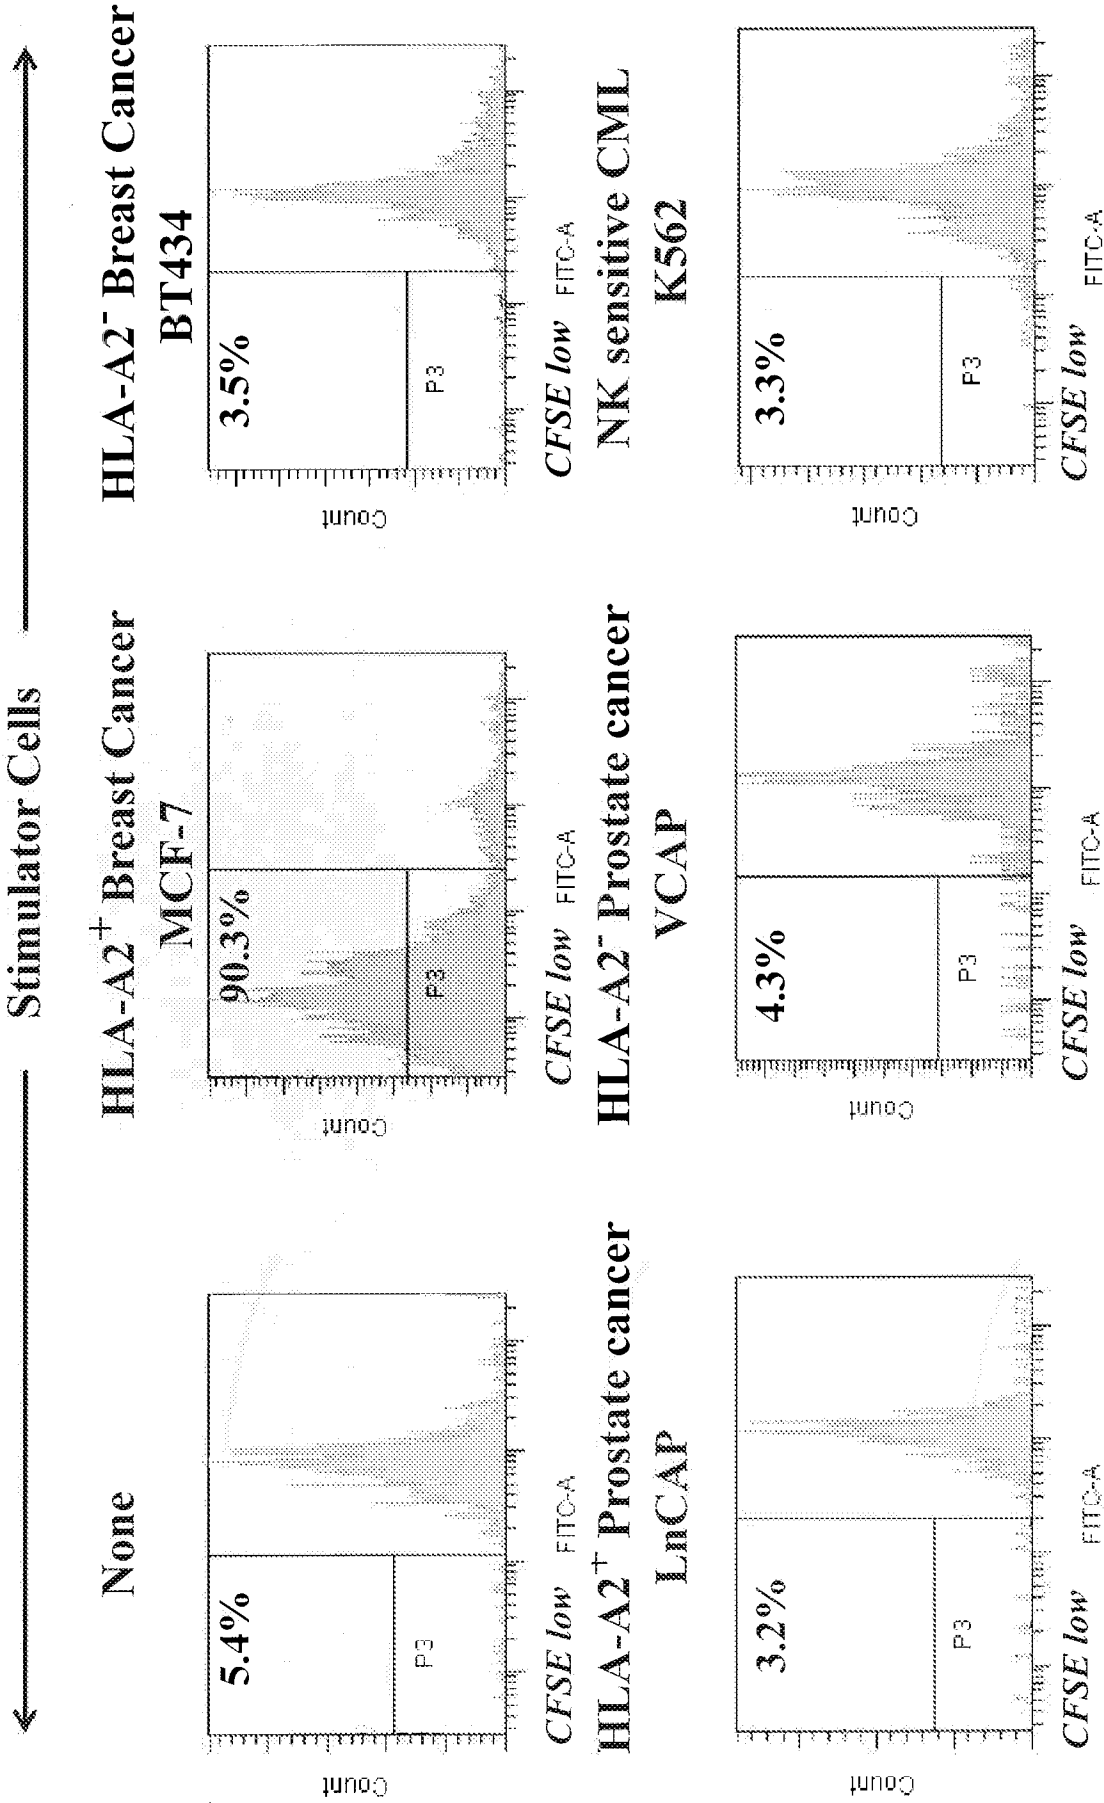 Stimulator Cells
None
5.4%
P3
Count
CFSE low FITC-A
HLA-A2+ Breast Cancer
MCF-7
90.3%
P3
Count
CFSE low FITC-A
HLA-A2- Breast Cancer
BT434
3.5%
P3
Count
CFSE low FITC-A
HLA-A2+ Prostate cancer
LnCAP
3.2%
P3
Count
CFSE low FITC-A
HLA-A2- Prostate cancer
VCAP
4.3%
P3
Count
CFSE low FITC-A
NK sensitive CML
K562
3.3%
P3
Count
CFSE low FITC-A